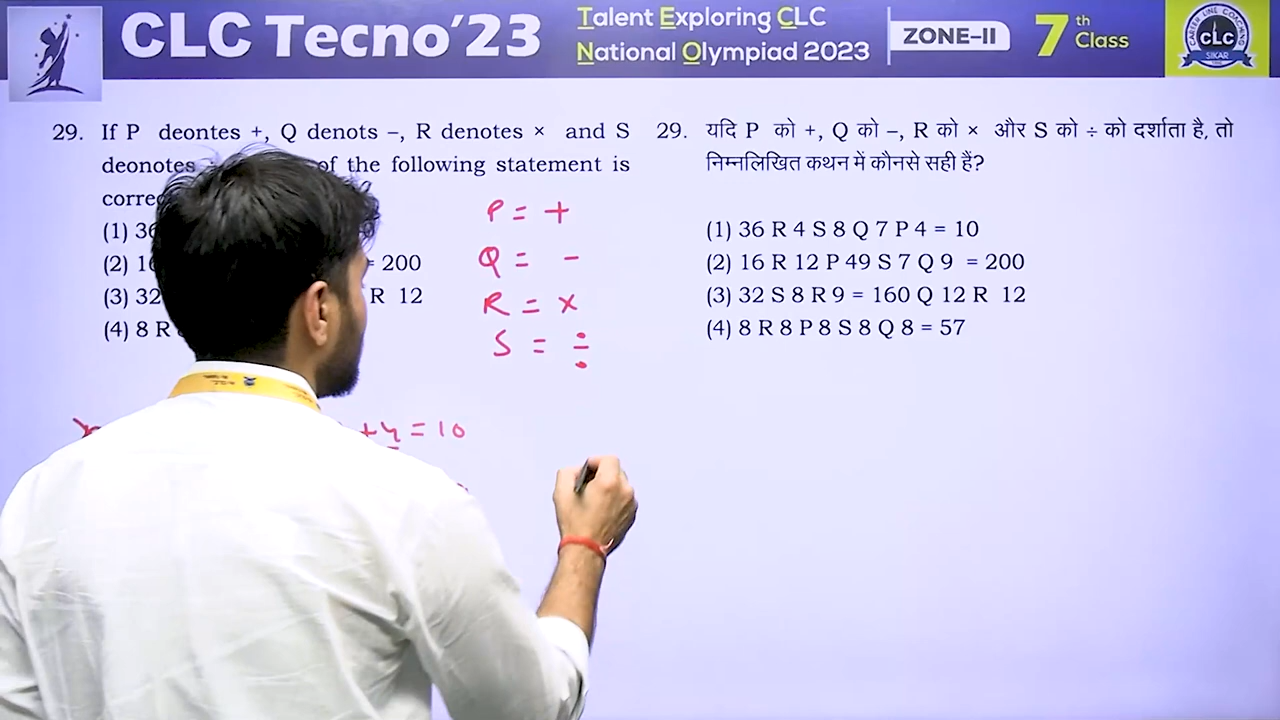 CLC Tecno'23
Talent Exploring CLC
National Olympiad 2023
ZONE–II
7th Class
CLC
SIKAR
29. If P deontes +, Q denots –, R denotes × and S
deonotes of the following statement is
(1) 36
(2) 16 = 200
(3) 32 R 12
(4) 8 R
P = +
Q = –
R = ×
S = ÷
+ 4 = 10
29. यदि P को +, Q को –, R को × और S को ÷ को दर्शाता है, तो
निम्नलिखित कथन में कौनसे सही हैं?
(1) 36 R 4 S 8 Q 7 P 4 = 10
(2) 16 R 12 P 49 S 7 Q 9 = 200
(3) 32 S 8 R 9 = 160 Q 12 R 12
(4) 8 R 8 P 8 S 8 Q 8 = 57